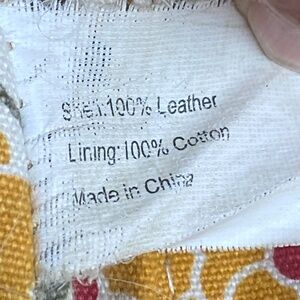 Shell:100% Leather
Lining:100% Cotton
Made in China